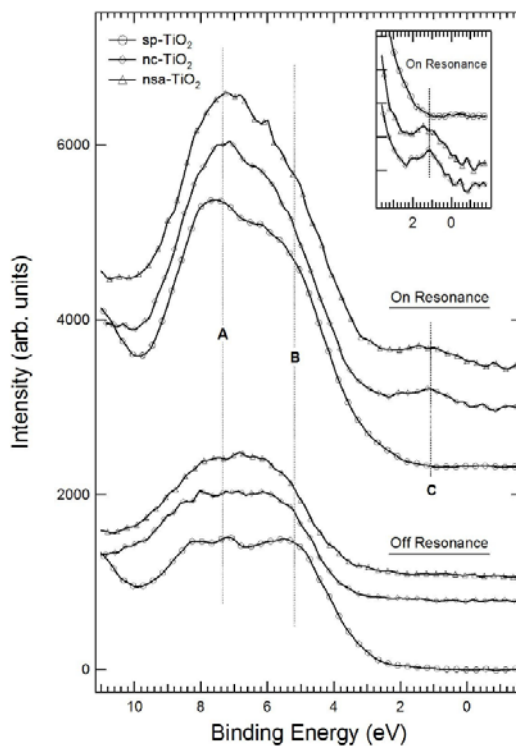 sp-TiO2
nc-TiO2
nsa-TiO2
On Resonance
2 0
6000
4000
2000
0
On Resonance
A
B
C
Off Resonance
10 8 6 4 2 0
Intensity (arb. units)
Binding Energy (eV)